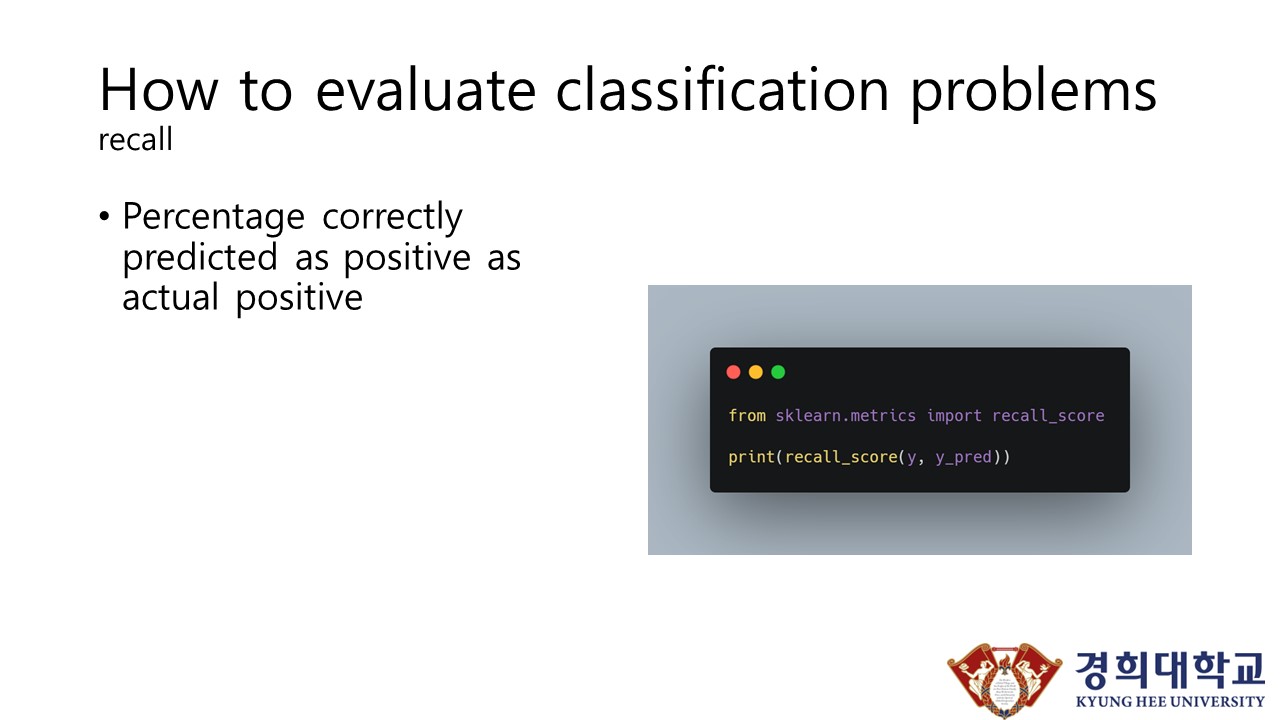 How to evaluate classification problems
recall
• Percentage correctly
predicted as positive as
actual positive
from sklearn.metrics import recall_score
print(recall_score(y, y_pred))
경희대학교
KYUNG HEE UNIVERSITY